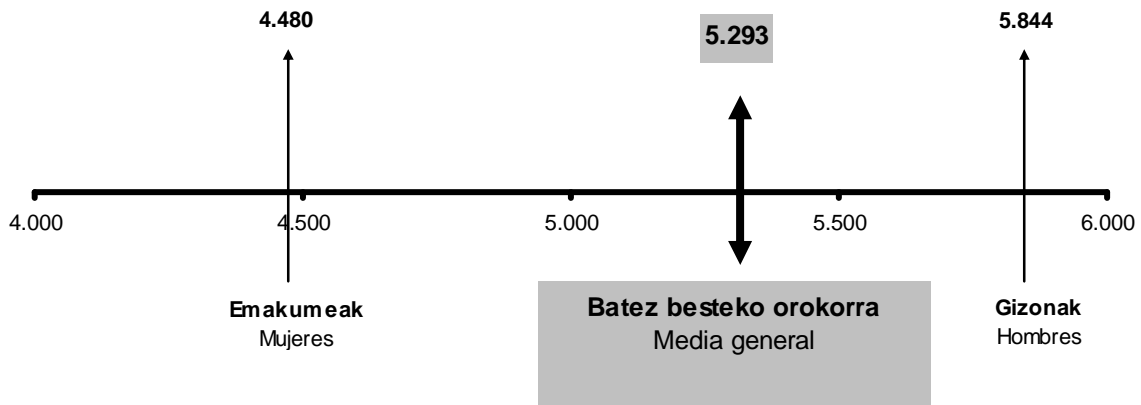 4.480
5.293
5.844
4.000
4.500
5.000
5.500
6.000
Emakumeak
Mujeres
Batez besteko orokorra
Media general
Gizonak
Hombres